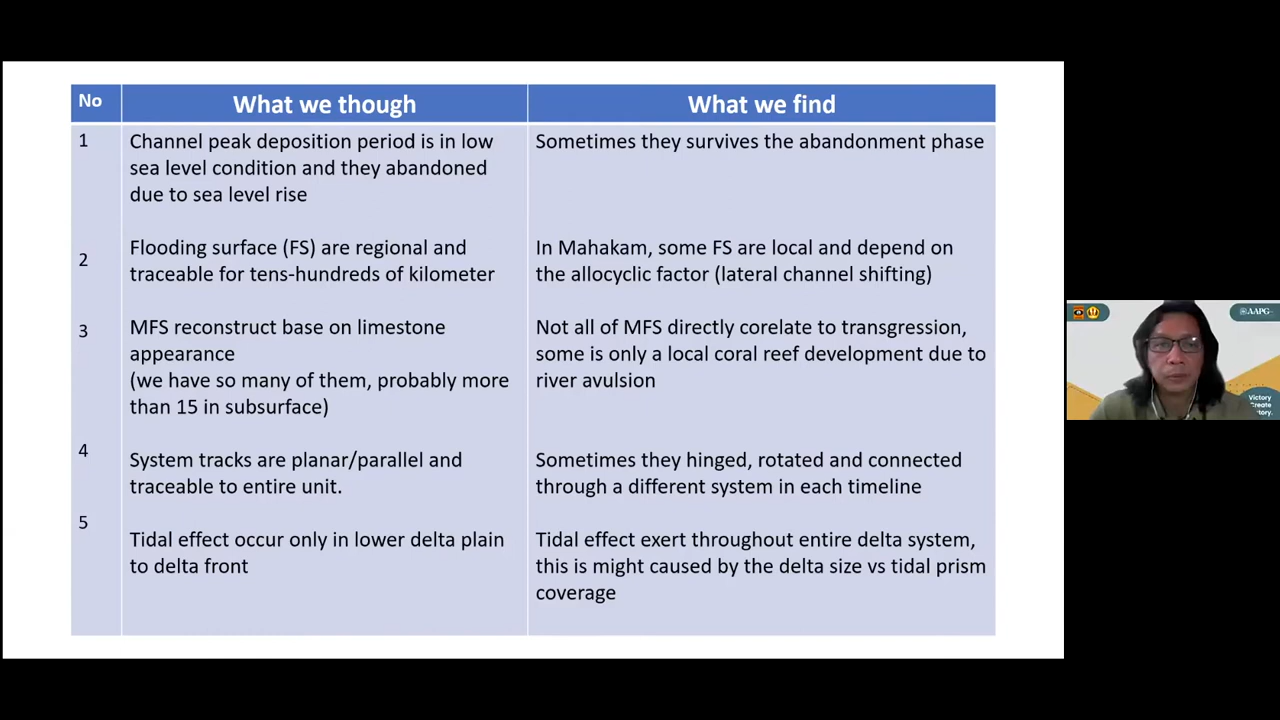 No
What we though
What we find
1
Channel peak deposition period is in low
sea level condition and they abandoned
due to sea level rise
Sometimes they survives the abandonment phase
2
Flooding surface (FS) are regional and
traceable for tens-hundreds of kilometer
In Mahakam, some FS are local and depend on
the allocyclic factor (lateral channel shifting)
3
MFS reconstruct base on limestone
appearance
(we have so many of them, probably more
than 15 in subsurface)
Not all of MFS directly corelate to transgression,
some is only a local coral reef development due to
river avulsion
4
System tracks are planar/parallel and
traceable to entire unit.
Sometimes they hinged, rotated and connected
through a different system in each timeline
5
Tidal effect occur only in lower delta plain
to delta front
Tidal effect exert throughout entire delta system,
this is might caused by the delta size vs tidal prism
coverage
AAPG
Victory
Create